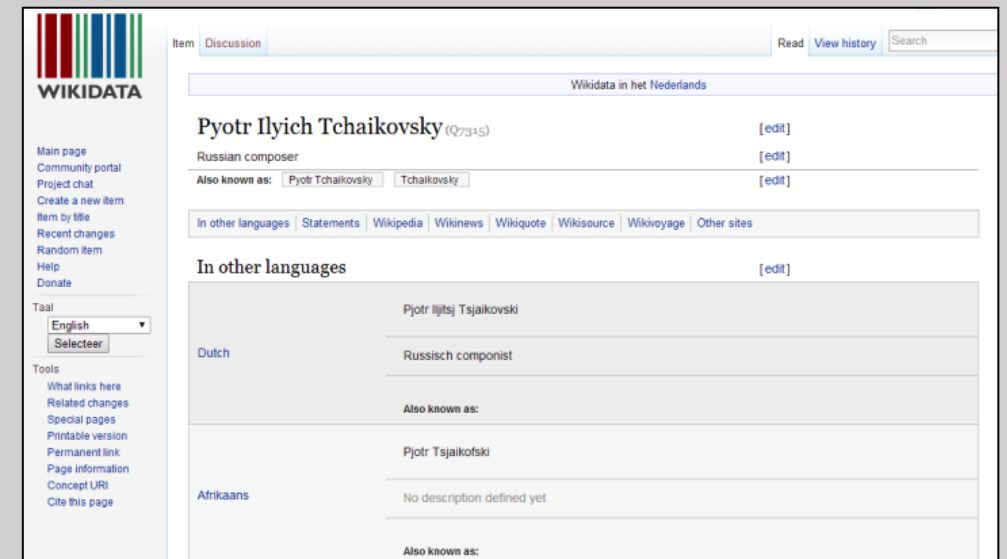 WIKIDATA
Main page
Community portal
Project chat
Create a new item
Item by title
Recent changes
Random item
Help
Donate
Taal
English
Selecteer
Tools
What links here
Related changes
Special pages
Printable version
Permanent link
Page information
Concept URI
Cite this page
Item Discussion Read View history Search
Wikidata in het Nederlands
Pyotr Ilyich Tchaikovsky (Q7315) [edit]
Russian composer [edit]
Also known as: Pyotr Tchaikovsky Tchaikovsky [edit]
In other languages Statements Wikipedia Wikinews Wikiquote Wikisource Wikivoyage Other sites
In other languages [edit]
Pjotr Iljitsj Tsjaikovski
Dutch
Russisch componist
Also known as:
Pjotr Tsjaikofski
Afrikaans
No description defined yet
Also known as: